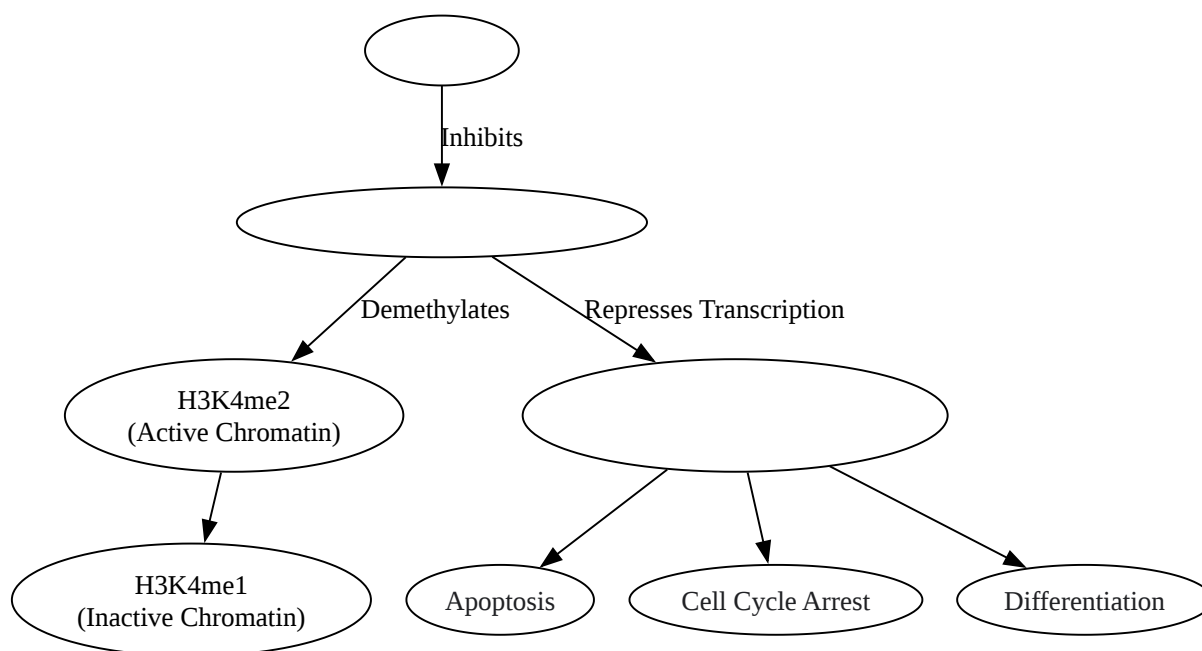 Inhibits
Demethylates
Represses Transcription
H3K4me2
(Active Chromatin)
H3K4me1
(Inactive Chromatin)
Apoptosis
Cell Cycle Arrest
Differentiation